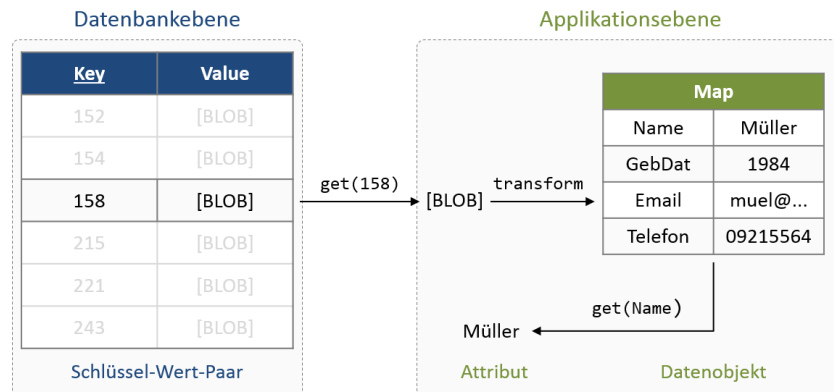 Datenbankebene
Applikationsebene
Key Value
152 [BLOB]
154 [BLOB]
158 [BLOB]
215 [BLOB]
221 [BLOB]
243 [BLOB]
Schlüssel-Wert-Paar
get(158)
[BLOB]
transform
Map
Name Müller
GebDat 1984
Email muel@...
Telefon 09215564
get(Name)
Müller
Attribut
Datenobjekt